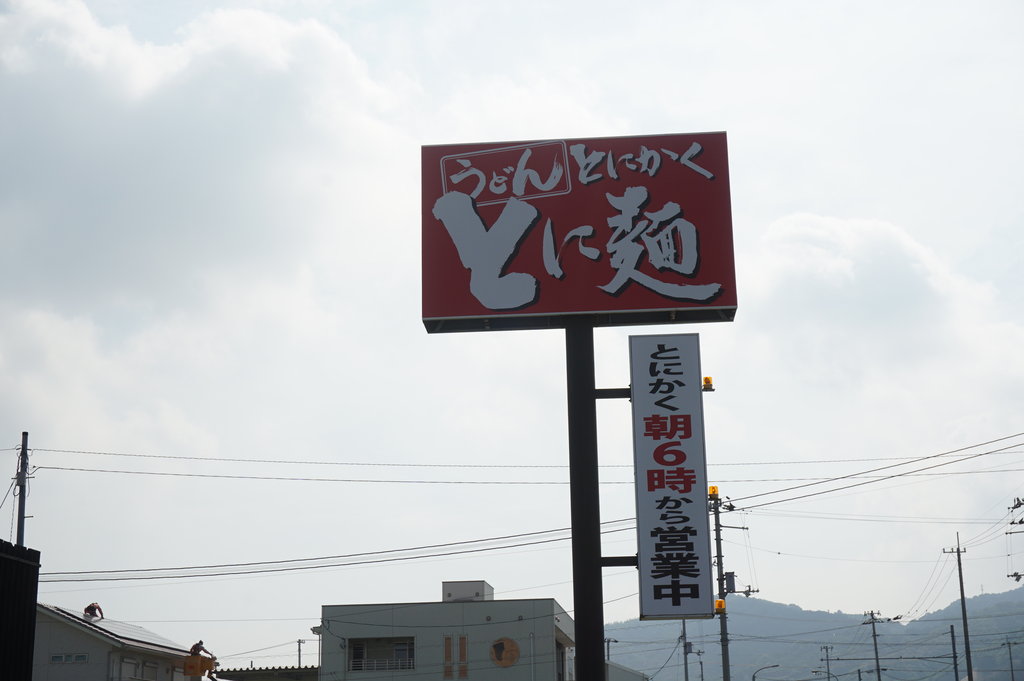 うどん とにかく
とに麺
とにかく朝6時から営業中